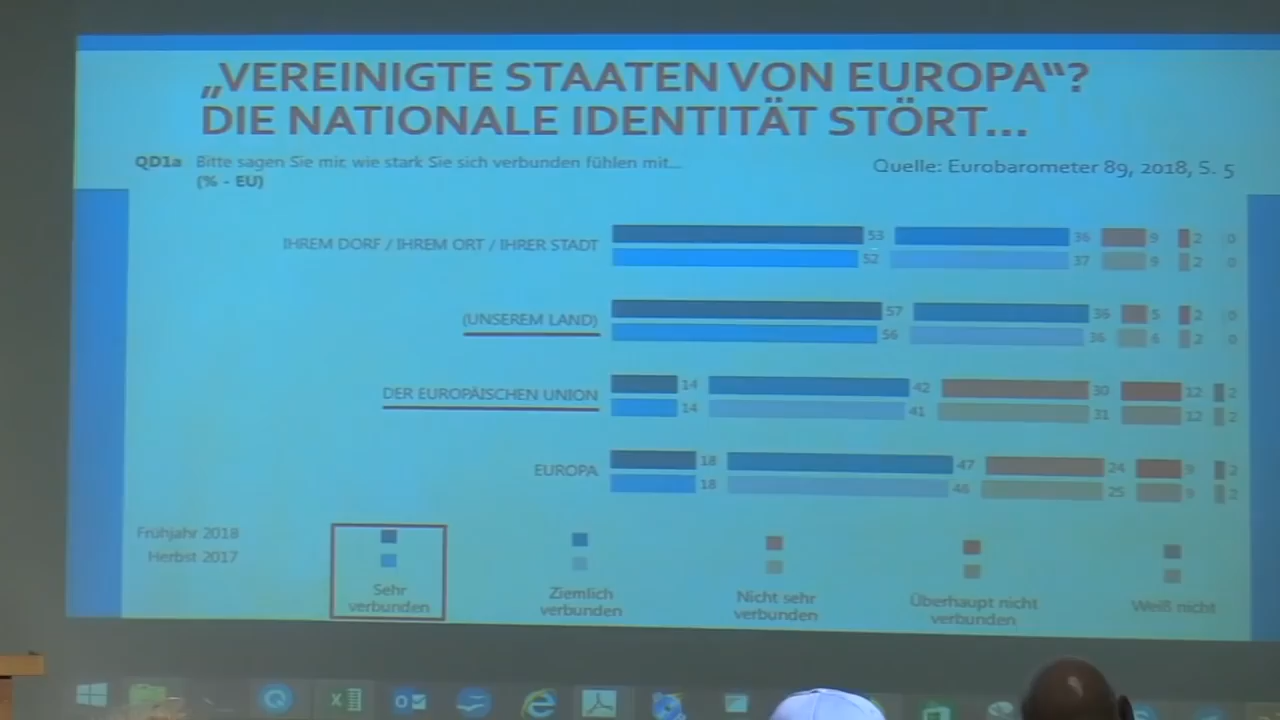 „VEREINIGTE STAATEN VON EUROPA“?
DIE NATIONALE IDENTITÄT STÖRT...
QD1a Bitte sagen Sie mir, wie stark Sie sich verbunden fühlen mit...
(% - EU)
Quelle: Eurobarometer 89, 2018, S. 5
IHREM DORF / IHREM ORT / IHRER STADT
53 36 9 2 0
52 37 9 2 0
(UNSEREM LAND)
57 36 5 2 0
56 36 6 2 0
DER EUROPÄISCHEN UNION
14 42 30 12 2
14 41 31 12 2
EUROPA
18 47 24 9 2
18 46 25 9 2
Frühjahr 2018
Herbst 2017
Sehr
verbunden
Ziemlich
verbunden
Nicht sehr
verbunden
Überhaupt nicht
verbunden
Weiß nicht